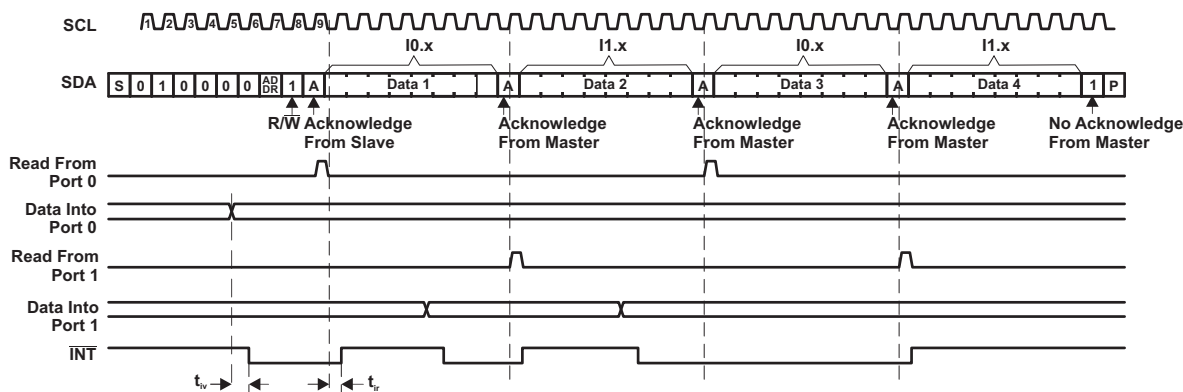 SCL 1 2 3 4 5 6 7 8 9
I0.x I1.x I0.x I1.x
SDA S 0 1 0 0 0 0 AD DR 1 A Data 1 A Data 2 A Data 3 A Data 4 1 P
R/W Acknowledge From Slave
Acknowledge From Master
Acknowledge From Master
Acknowledge From Master
No Acknowledge From Master
Read From
Port 0
Data Into
Port 0
Read From
Port 1
Data Into
Port 1
INT
tiv tir